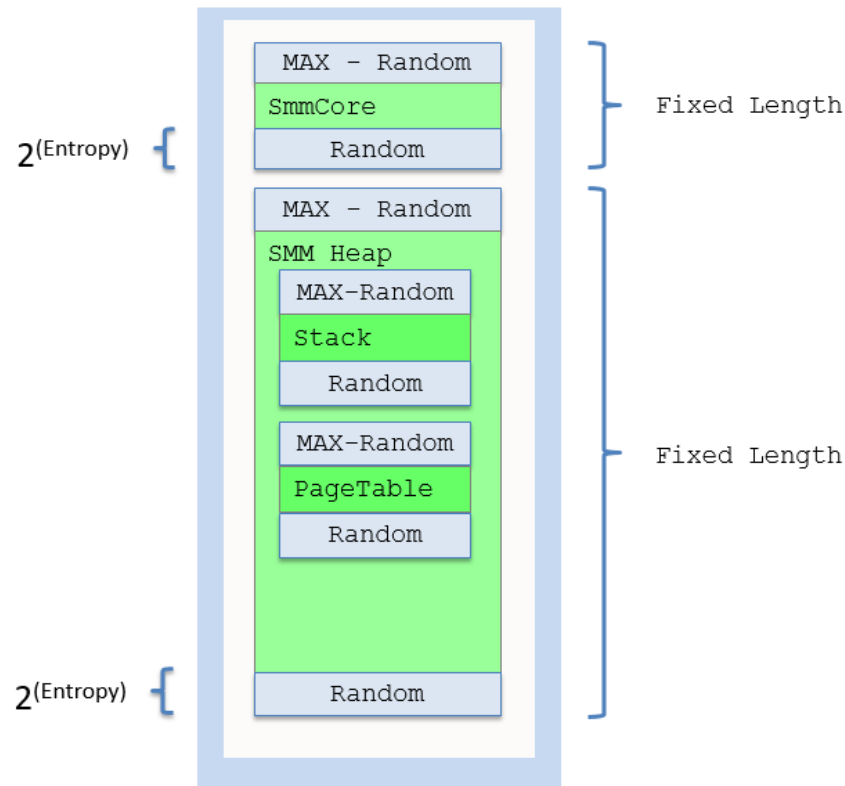 MAX - Random
SmmCore
Fixed Length
2(Entropy)
Random
MAX - Random
SMM Heap
MAX-Random
Stack
Random
MAX-Random
Fixed Length
PageTable
Random
2(Entropy)
Random